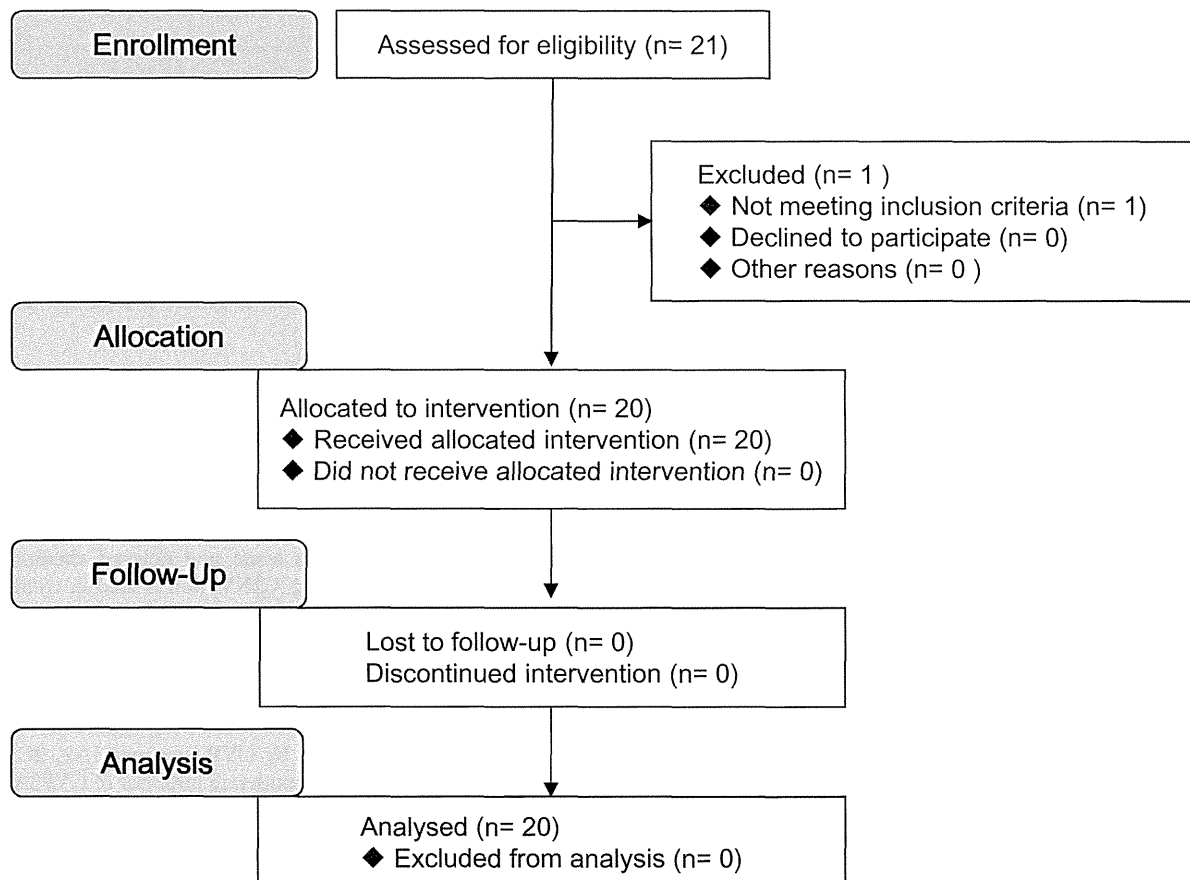 Enrollment
Assessed for eligibility (n= 21)
Excluded (n= 1 )
◆ Not meeting inclusion criteria (n= 1)
◆ Declined to participate (n= 0)
◆ Other reasons (n= 0 )
Allocation
Allocated to intervention (n= 20)
◆ Received allocated intervention (n= 20)
◆ Did not receive allocated intervention (n= 0)
Follow-Up
Lost to follow-up (n= 0)
Discontinued intervention (n= 0)
Analysis
Analysed (n= 20)
◆ Excluded from analysis (n= 0)